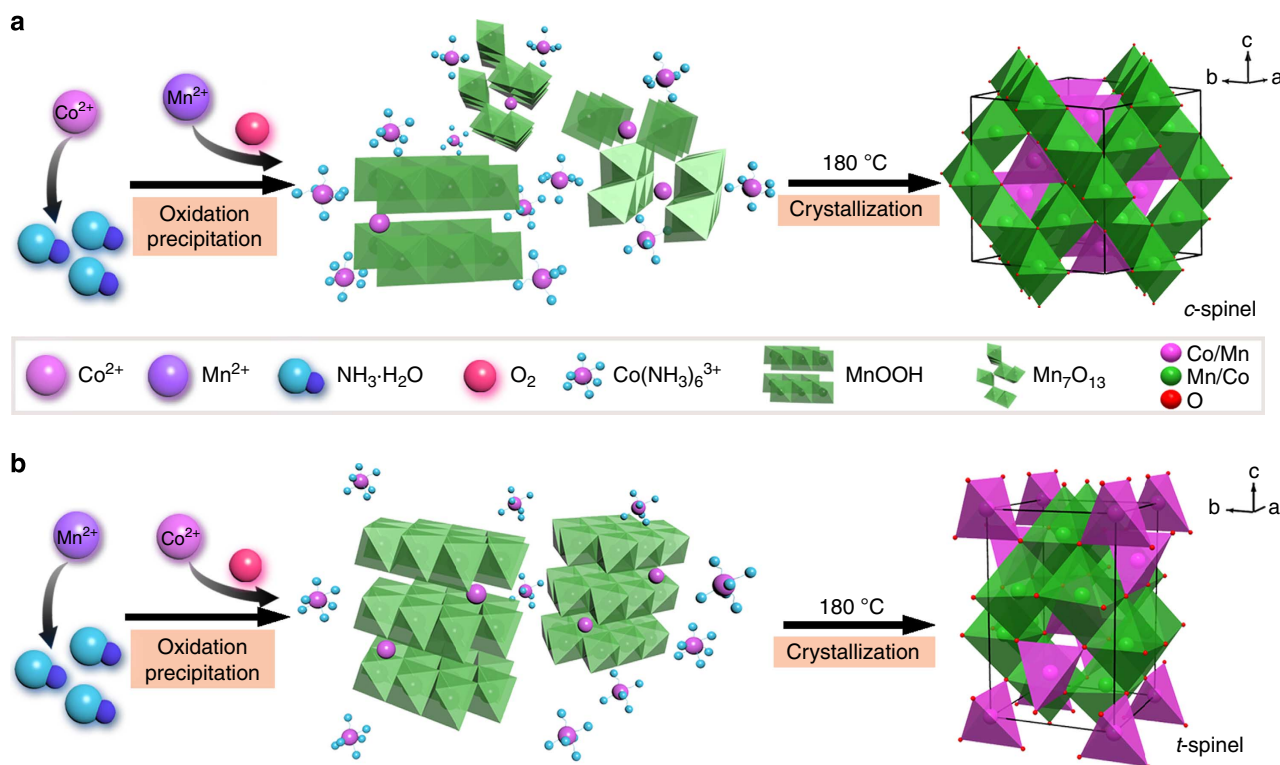 a
Co²⁺
Mn²⁺
Oxidation
precipitation
180 °C
Crystallization
c
b
a
c-spinel
Co²⁺
Mn²⁺
NH₃·H₂O
O₂
Co(NH₃)₆³⁺
MnOOH
Mn₇O₁₃
Co/Mn
Mn/Co
O
b
Mn²⁺
Co²⁺
Oxidation
precipitation
180 °C
Crystallization
c
b
a
t-spinel